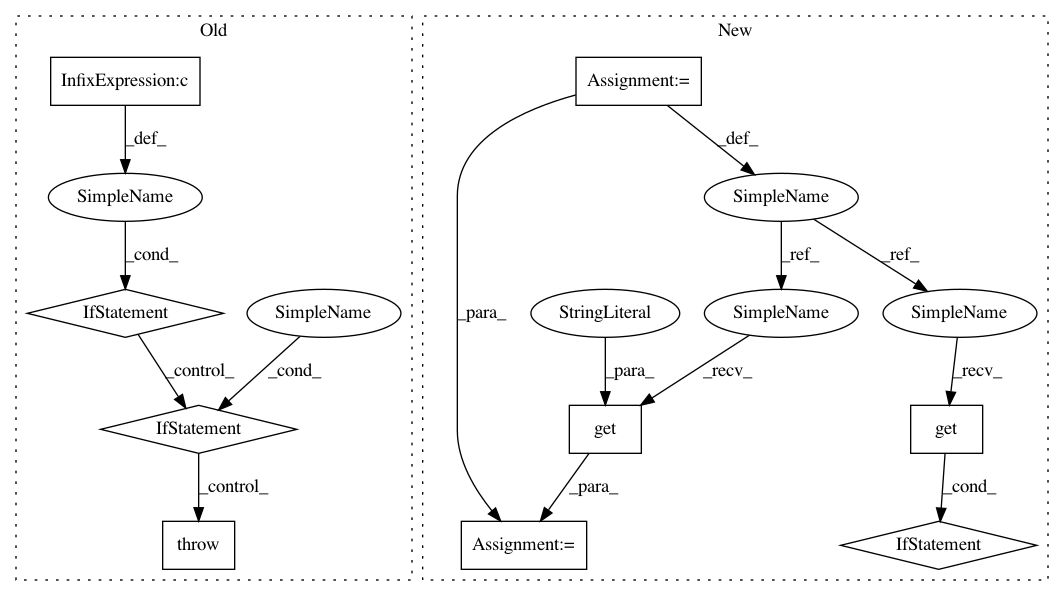 Old
New
InfixExpression:c
Assignment:=
_def_
_def_
SimpleName
SimpleName
_cond_
_ref_
_ref_
IfStatement
SimpleName
_para_
StringLiteral
SimpleName
SimpleName
_control_
_cond_
_para_
_recv_
_recv_
IfStatement
get
get
_control_
_para_
_cond_
throw
Assignment:=
IfStatement